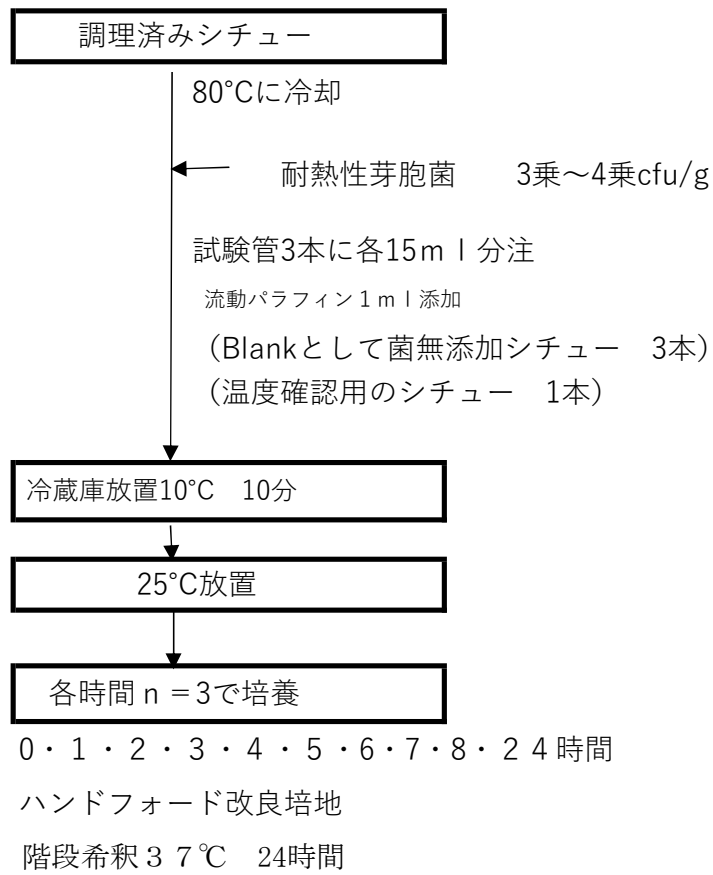 調理済みシチュー
80℃に冷却
耐熱性芽胞菌　3乗～4乗cfu/g
試験管3本に各15ｍｌ分注
流動パラフィン１ｍｌ添加
（Blankとして菌無添加シチュー　3本）
（温度確認用のシチュー　1本）
冷蔵庫放置10℃　10分
25℃放置
各時間ｎ＝3で培養
0・１・２・３・４・５・6・7・8・２４時間
ハンドフォード改良培地
階段希釈３７℃　24時間